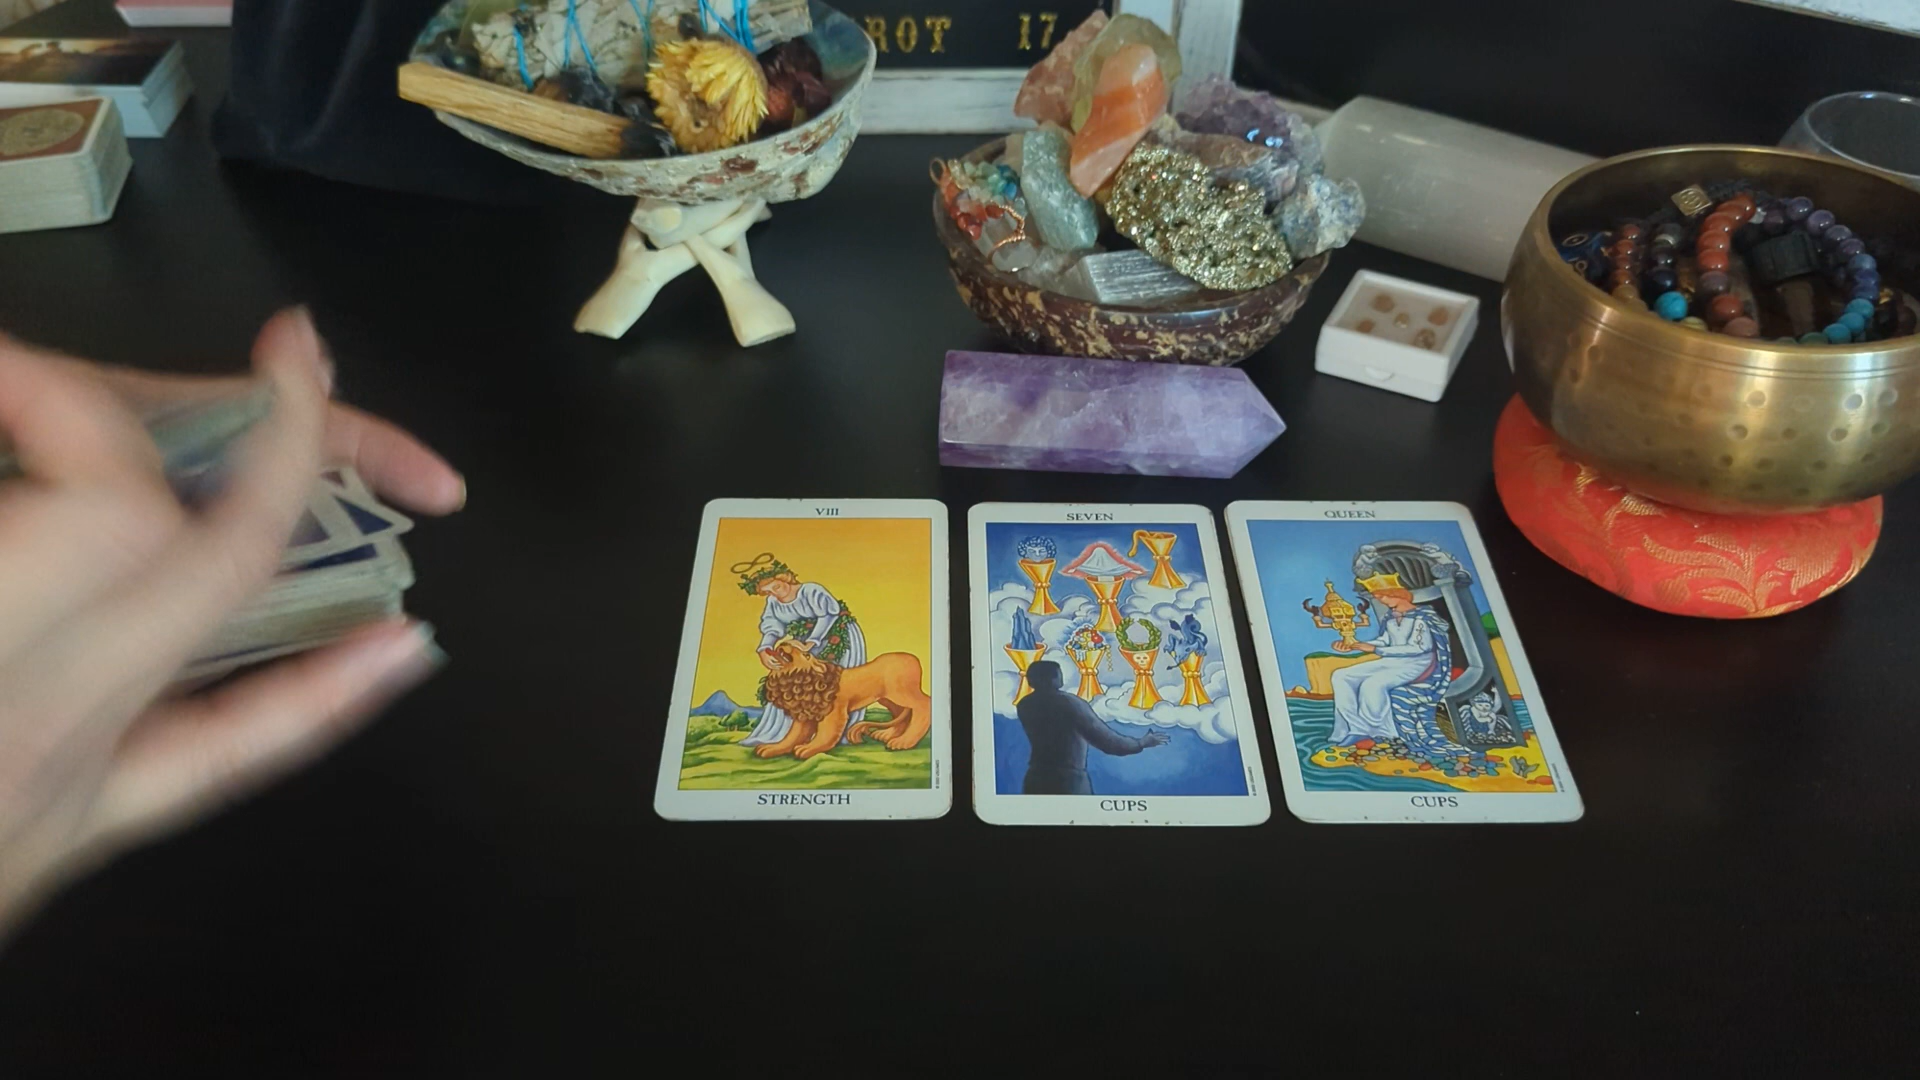 ROT 17
VIII
STRENGTH
SEVEN
CUPS
QUEEN
CUPS